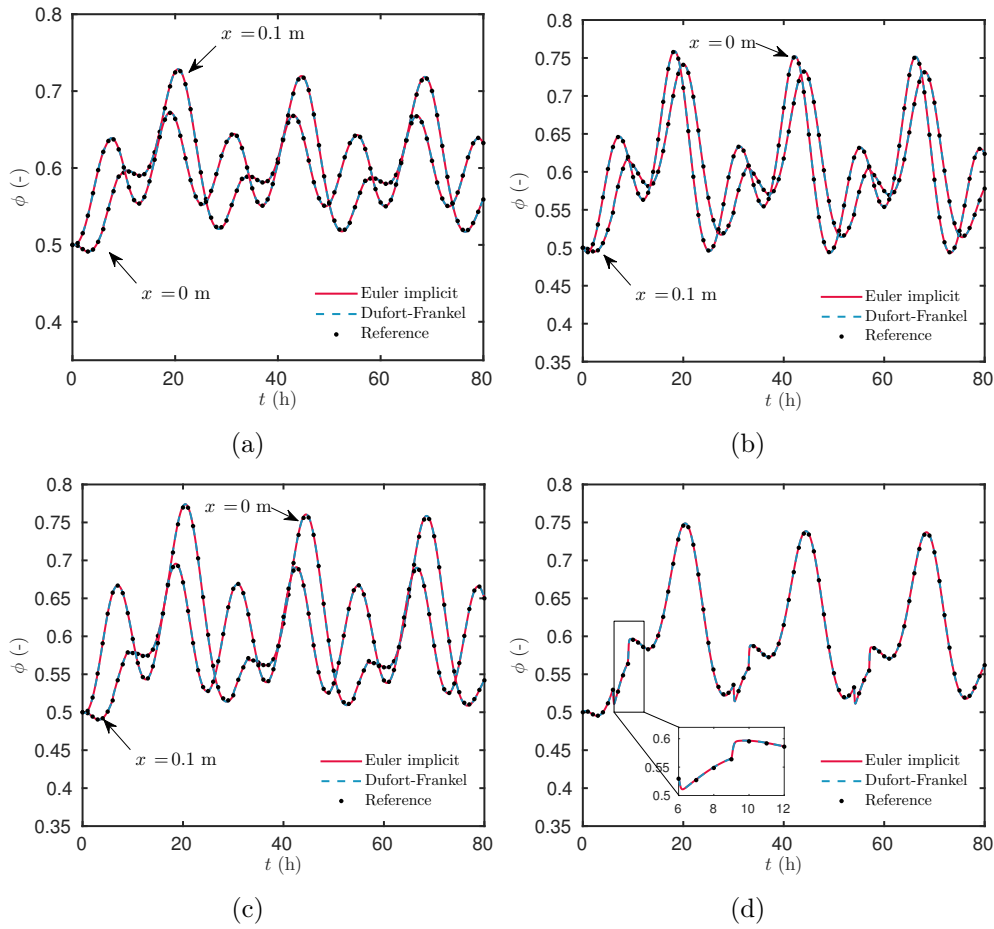 0.8
0.7
0.6
0.5
0.4
ϕ (-)
x = 0.1 m
x = 0 m
Euler implicit
Dufort-Frankel
Reference
0 20 40 60 80
t (h)
(a)
0.8
0.75
0.7
0.65
0.6
0.55
0.5
0.45
0.4
0.35
ϕ (-)
x = 0 m
x = 0.1 m
Euler implicit
Dufort-Frankel
Reference
0 20 40 60 80
t (h)
(b)
0.8
0.75
0.7
0.65
0.6
0.55
0.5
0.45
0.4
0.35
ϕ (-)
x = 0 m
x = 0.1 m
Euler implicit
Dufort-Frankel
Reference
0 20 40 60 80
t (h)
(c)
0.8
0.75
0.7
0.65
0.6
0.55
0.5
0.45
0.4
0.35
ϕ (-)
0.6
0.55
0.5
6 8 10 12
Euler implicit
Dufort-Frankel
Reference
0 20 40 60 80
t (h)
(d)